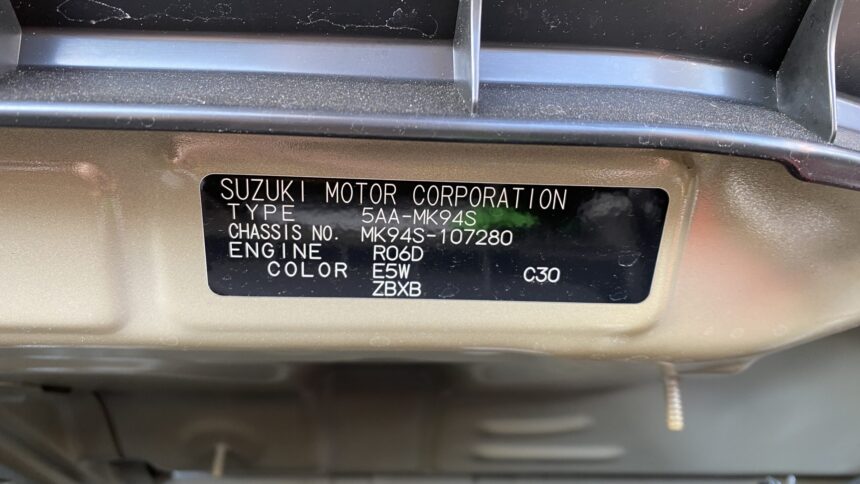 SUZUKI MOTOR CORPORATION
TYPE 5AA-MK94S
CHASSIS NO. MK94S-107280
ENGINE R06D
COLOR E5W C30
ZBXB